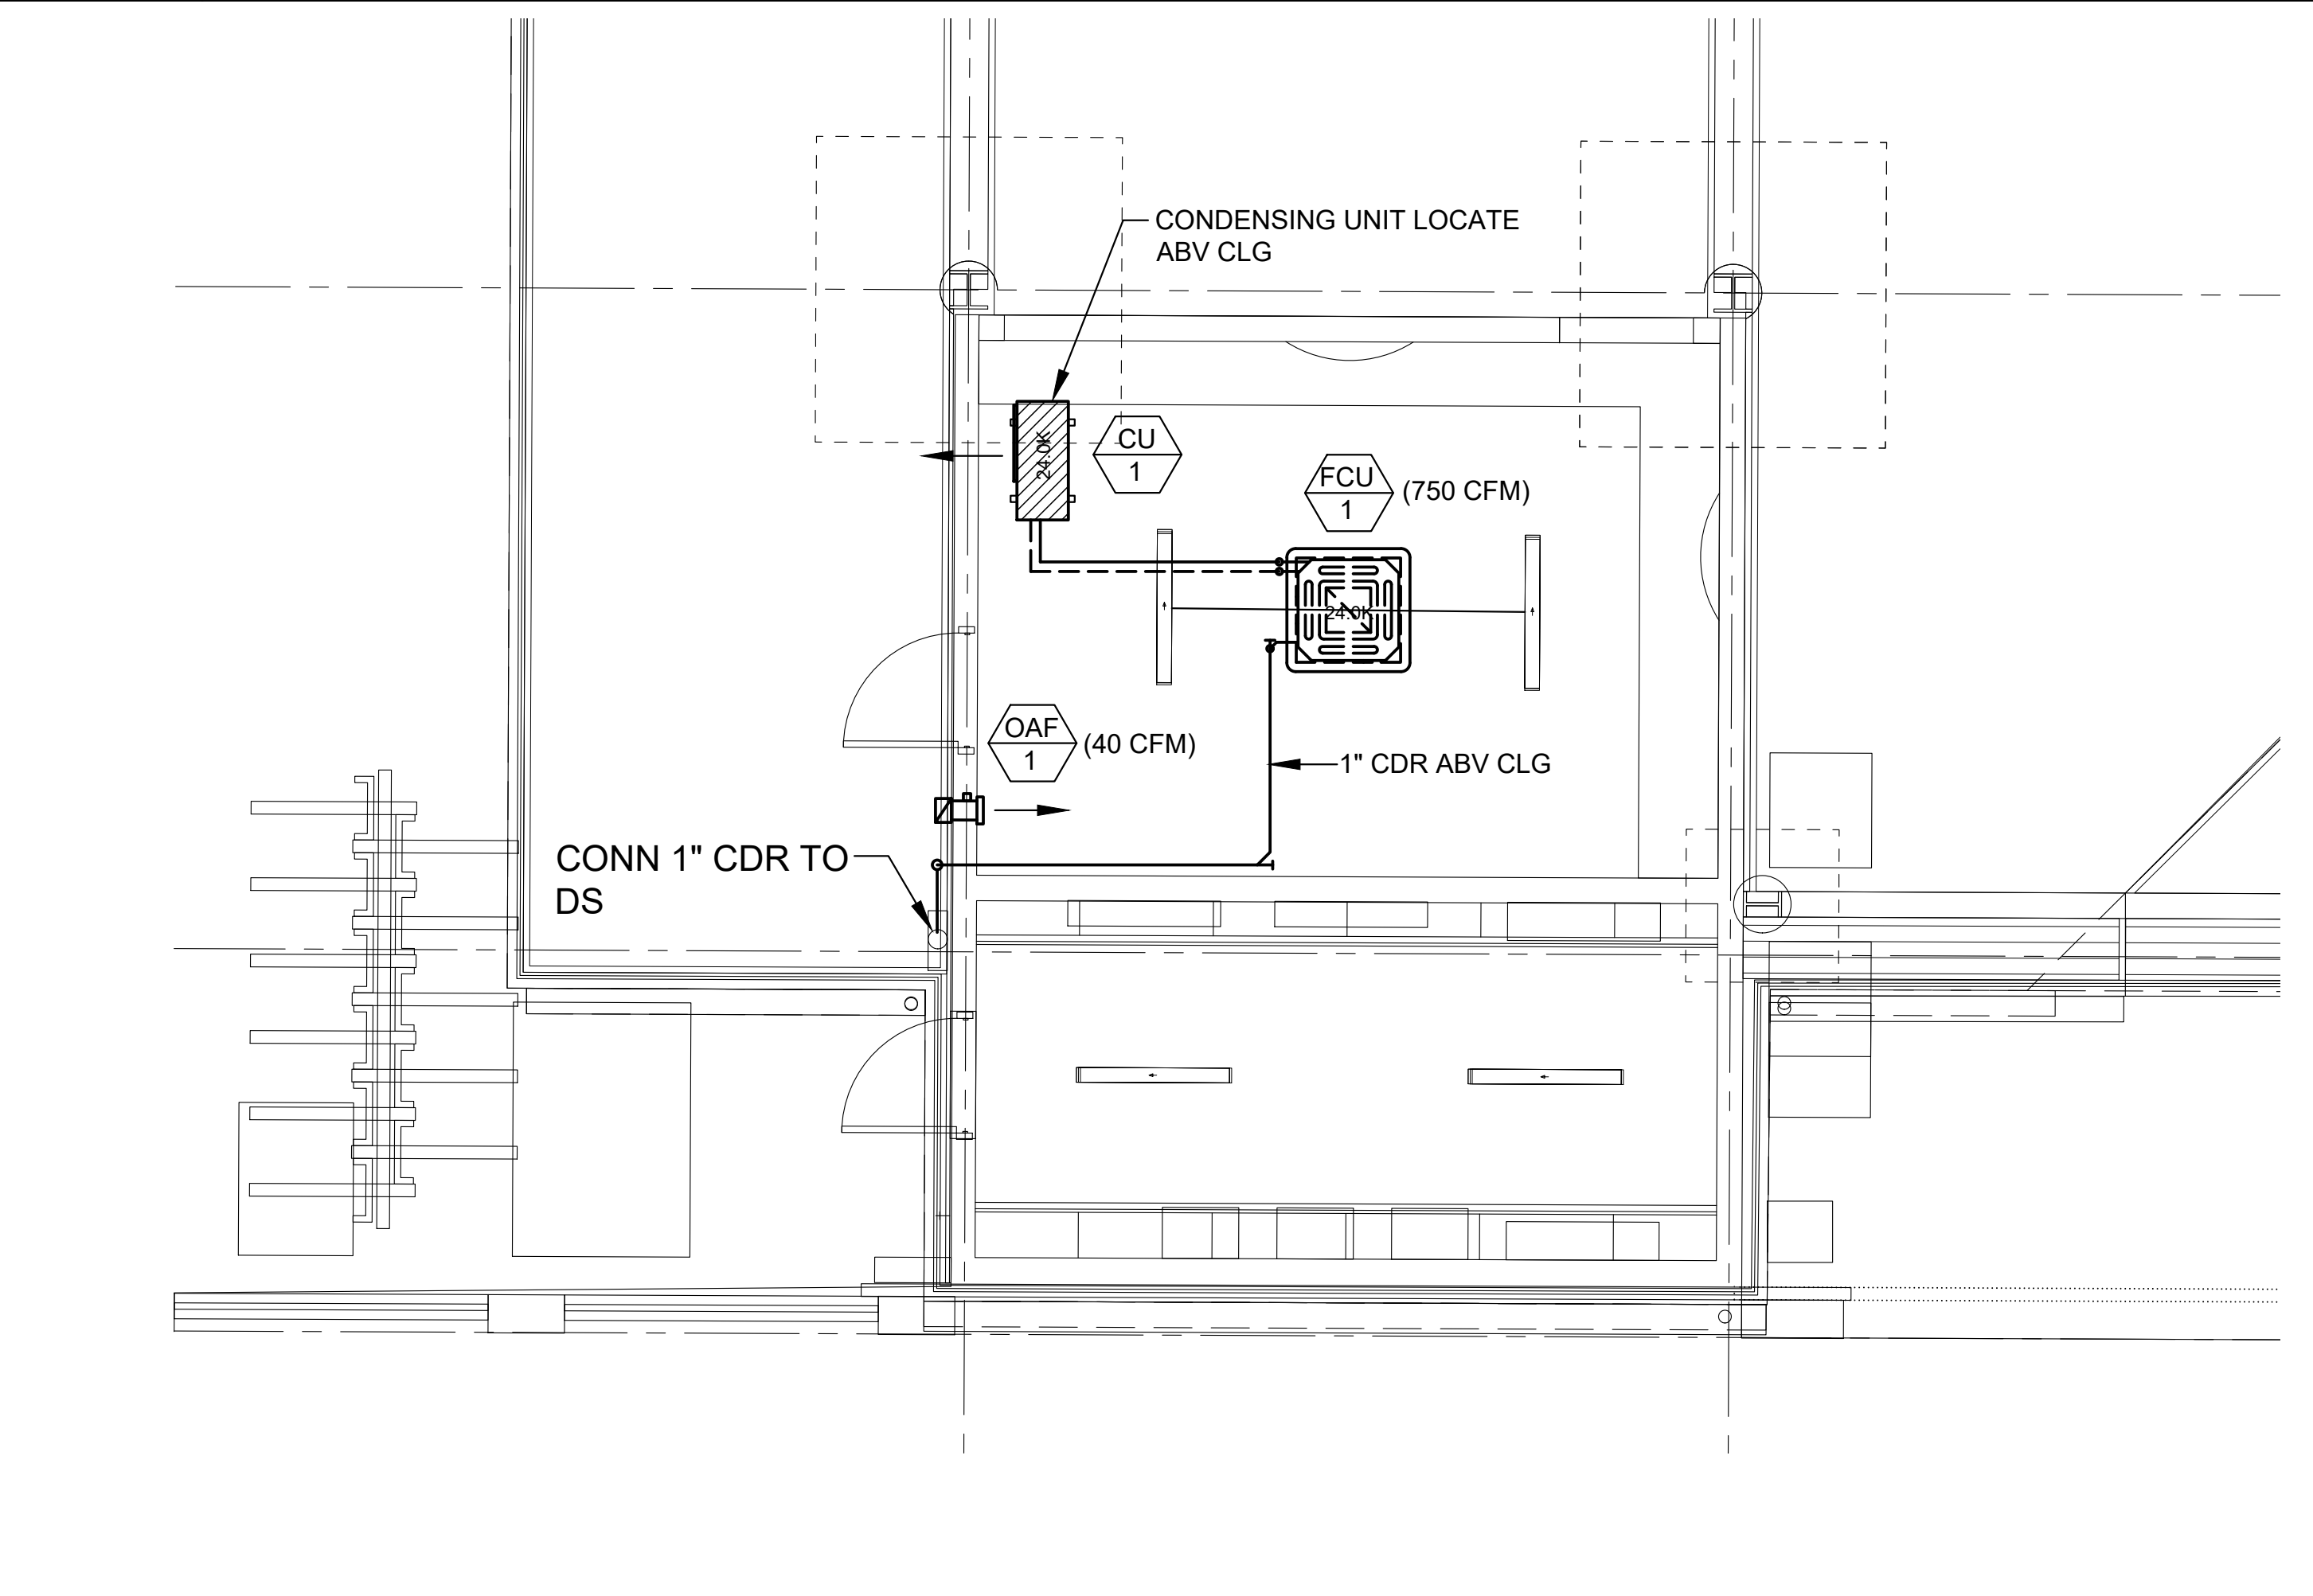 CONDENSING UNIT LOCATE
ABV CLG
24.0K
CU
1
FCU
1
(750 CFM)
24.0K
OAF
1
(40 CFM)
1" CDR ABV CLG
CONN 1" CDR TO
DS